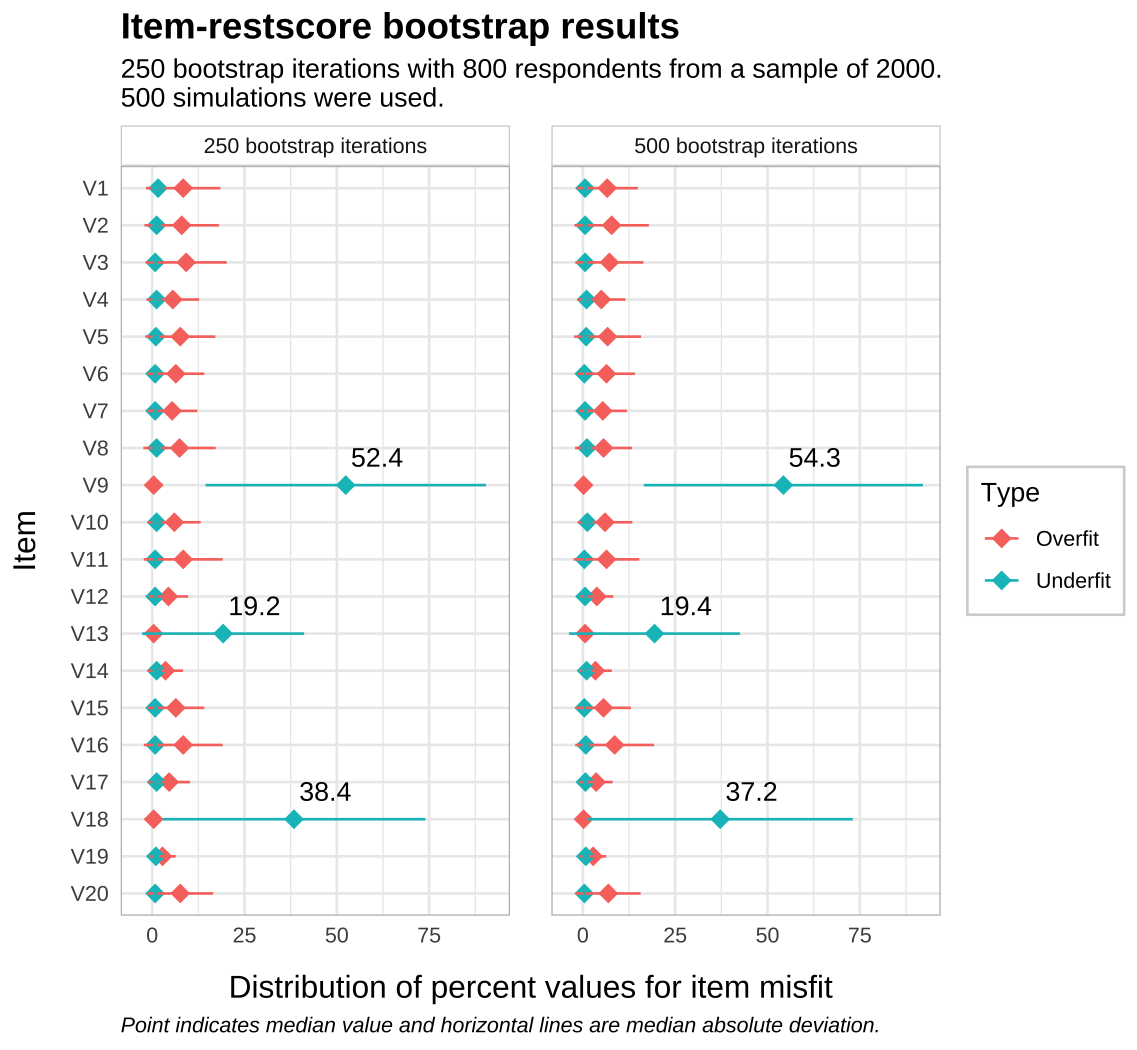 Item-restscore bootstrap results
250 bootstrap iterations with 800 respondents from a sample of 2000.
500 simulations were used.
250 bootstrap iterations
500 bootstrap iterations
V1
V2
V3
V4
V5
V6
V7
V8
52.4
54.3
V9
V10
V11
V12
19.2
19.4
V13
V14
V15
V16
V17
38.4
37.2
V18
V19
V20
Item
Type
Overfit
Underfit
0 25 50 75
0 25 50 75
Distribution of percent values for item misfit
Point indicates median value and horizontal lines are median absolute deviation.